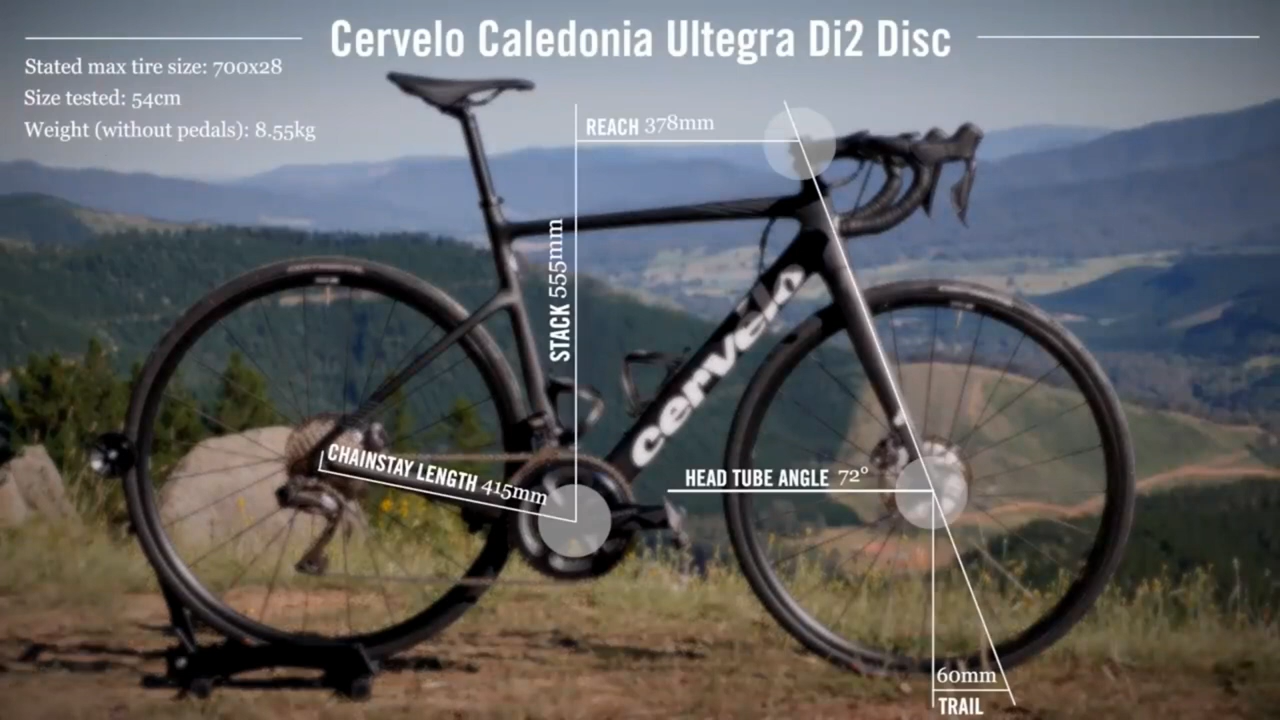 Cervelo Caledonia Ultegra Di2 Disc
Stated max tire size: 700x28
Size tested: 54cm
Weight (without pedals): 8.55kg
REACH 378mm
STACK 555mm
cervélo
CHAINSTAY LENGTH 415mm
HEAD TUBE ANGLE 72°
60mm
TRAIL